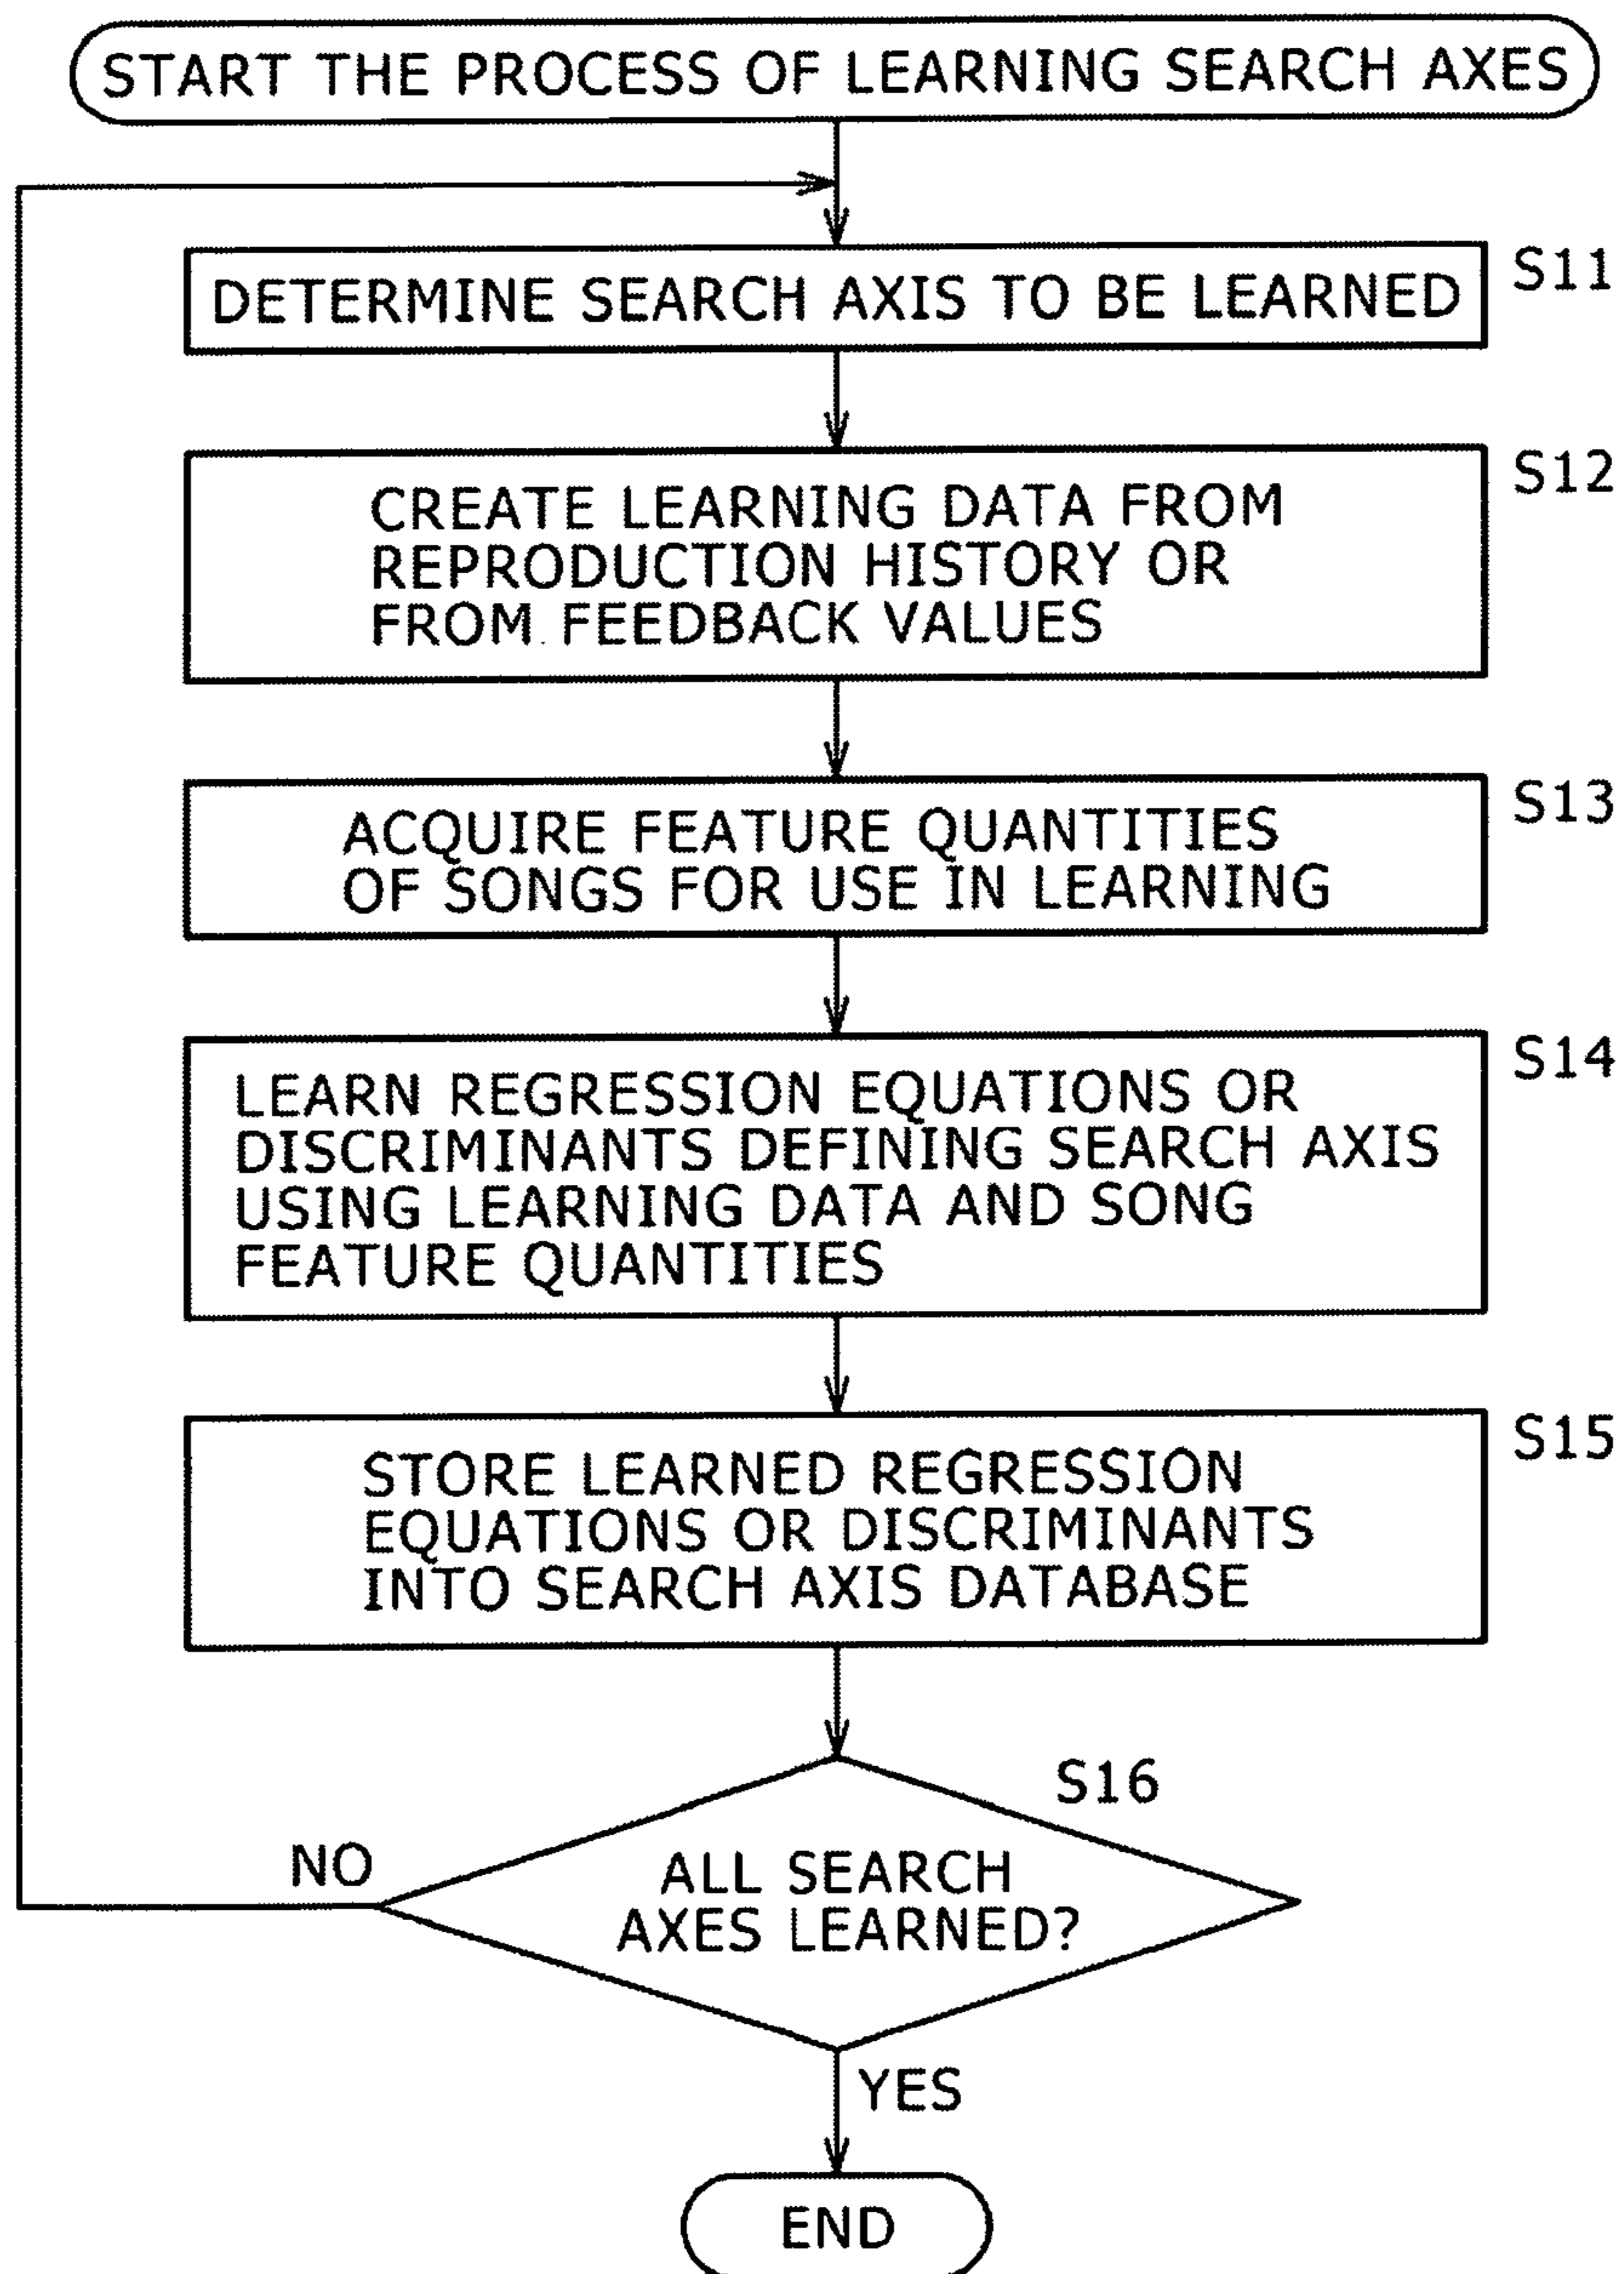 START THE PROCESS OF LEARNING SEARCH AXES
DETERMINE SEARCH AXIS TO BE LEARNED
S11
CREATE LEARNING DATA FROM
REPRODUCTION HISTORY OR
FROM FEEDBACK VALUES
S12
ACQUIRE FEATURE QUANTITIES
OF SONGS FOR USE IN LEARNING
S13
LEARN REGRESSION EQUATIONS OR
DISCRIMINANTS DEFINING SEARCH AXIS
USING LEARNING DATA AND SONG
FEATURE QUANTITIES
S14
STORE LEARNED REGRESSION
EQUATIONS OR DISCRIMINANTS
INTO SEARCH AXIS DATABASE
S15
S16
ALL SEARCH
AXES LEARNED?
NO
YES
END